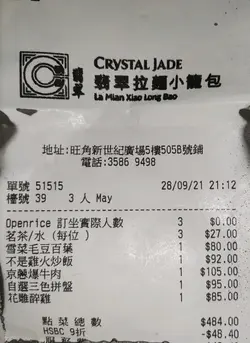 翡翠
CRYSTAL JADE
翡翠拉麵小籠包
La Mian Xiao Long Bao
地址:旺角新世紀廣場5樓505B號鋪
電話:3586 9498
單號 51515 28/09/21 21:12
檯號 39 3 人 May
Openrice 訂坐實際人數 3 $0.00
茗茶/水 (每位 ) 3 $27.00
雪菜毛豆百葉 1 $80.00
不是雞火炒飯 1 $92.00
京戀爆牛肉 1 $105.00
自選三色拼盤 1 $95.00
花雕醉雞 1 $85.00
點菜總數 $484.00
HSBC 9折 -$48.40